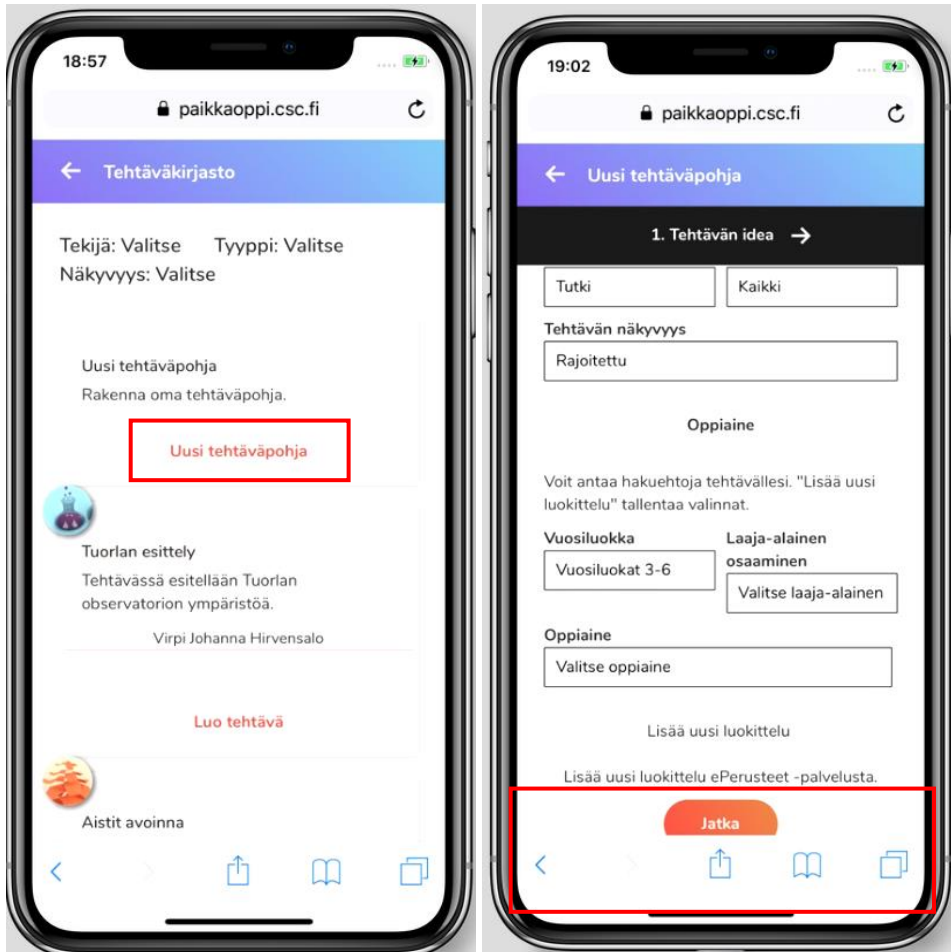 18:57
paikkaoppi.csc.fi
Tehtäväkirjasto
Tekijä: Valitse Tyyppi: Valitse
Näkyvyys: Valitse
Uusi tehtäväpohja
Rakenna oma tehtäväpohja.
Uusi tehtäväpohja
Tuorlan esittely
Tehtävässä esitellään Tuorlan
observatorion ympäristöä.
Virpi Johanna Hirvensalo
Luo tehtävä
Aistit avoinna
19:02
paikkaoppi.csc.fi
Uusi tehtäväpohja
1. Tehtävän idea
Tutki Kaikki
Tehtävän näkyvyys
Rajoitettu
Oppiaine
Voit antaa hakuehtoja tehtävällesi. "Lisää uusi
luokittelu" tallentaa valinnat.
Vuosiluokka
Vuosiluokat 3-6
Laaja-alainen
osaaminen
Valitse laaja-alainen
Oppiaine
Valitse oppiaine
Lisää uusi luokittelu
Lisää uusi luokittelu ePerusteet -palvelusta.
Jatka